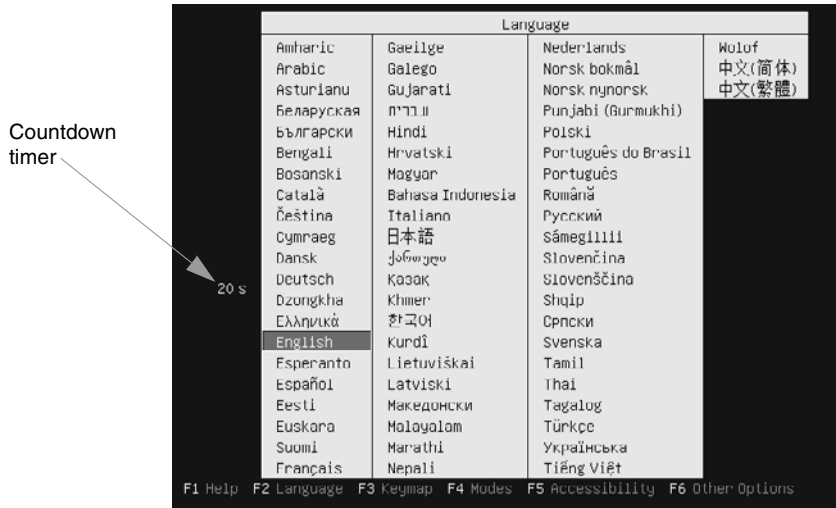 Language
Amharic
Arabic
Asturianu
Беларуская
Български
Bengali
Bosanski
Català
Čeština
Cymraeg
Dansk
Deutsch
Dzongkha
Ελληνικά
English
Esperanto
Español
Eesti
Euskara
Suomi
Français
Gaeilge
Galego
Gujarati
עברית
Hindi
Hrvatski
Magyar
Bahasa Indonesia
Italiano
日本語
ქართული
Қазақ
Khmer
한국어
Kurdî
Lietuviškai
Latviski
Македонски
Malayalam
Marathi
Nepali
Nederlands
Norsk bokmål
Norsk nynorsk
Punjabi (Gurmukhi)
Polski
Português do Brasil
Português
Română
Русский
Sámegillii
Slovenčina
Slovenščina
Shqip
Српски
Svenska
Tamil
Thai
Tagalog
Türkçe
Українська
Tiếng Việt
Wolof
中文(简体)
中文(繁體)
Countdown
timer
20 s
F1 Help F2 Language F3 Keymap F4 Modes F5 Accessibility F6 Other Options